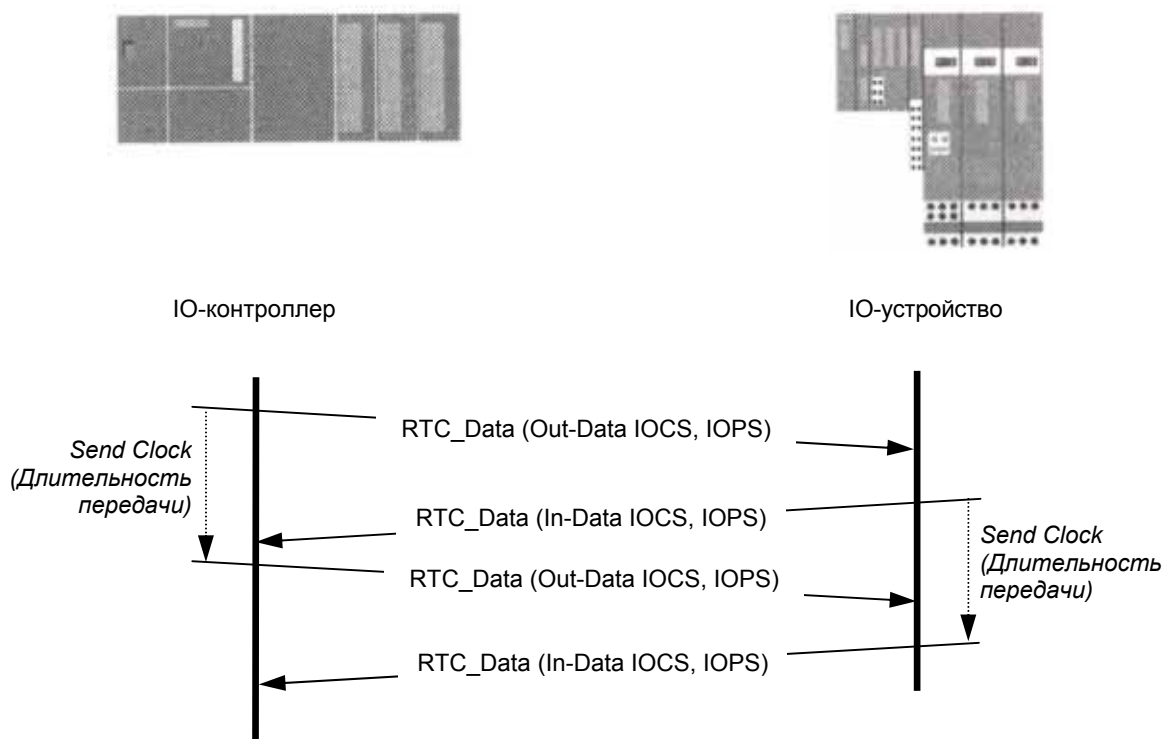 IO-контроллер
IO-устройство
RTC_Data (Out-Data IOCS, IOPS)
Send Clock
(Длительность
передачи)
RTC_Data (In-Data IOCS, IOPS)
Send Clock
(Длительность
передачи)
RTC_Data (Out-Data IOCS, IOPS)
RTC_Data (In-Data IOCS, IOPS)